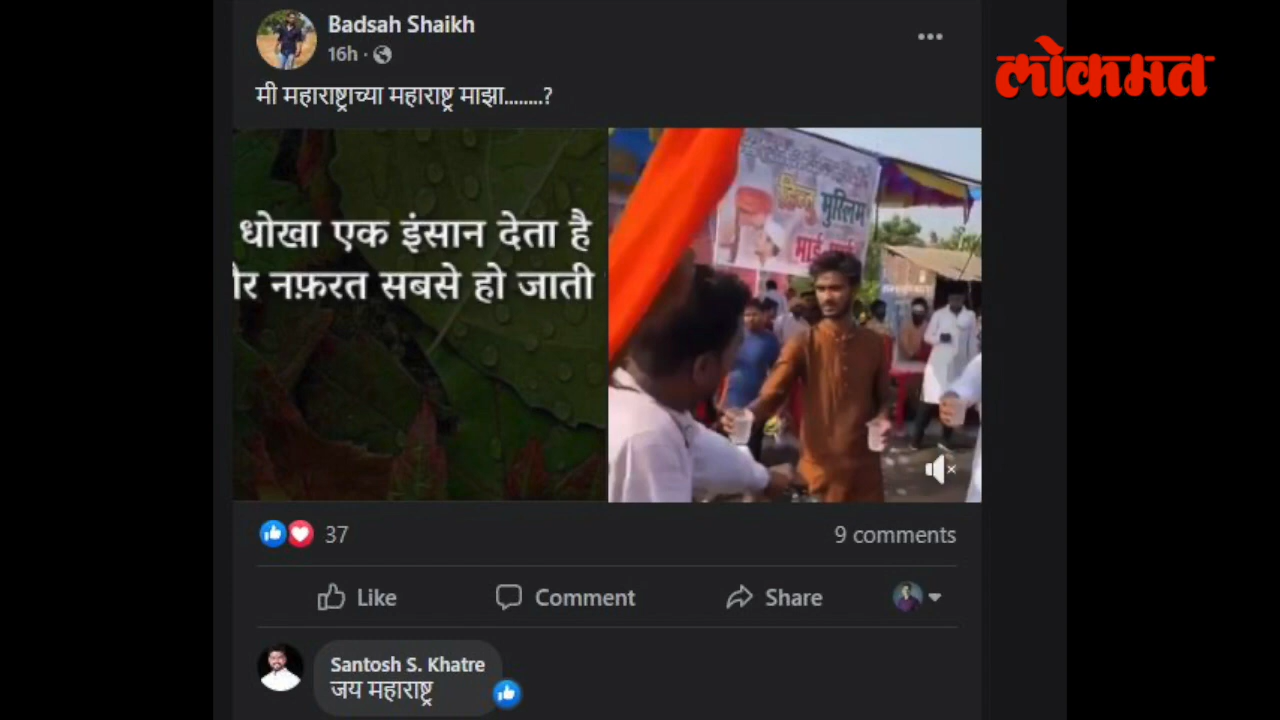 Badsah Shaikh
16h ·
लोकमत
मी महाराष्ट्राच्या महाराष्ट्र माझा........?
धोखा एक इंसान देता है
र नफ़रत सबसे हो जाती
मुस्लिम
37
9 comments
Like
Comment
Share
Santosh S. Khatre
जय महाराष्ट्र